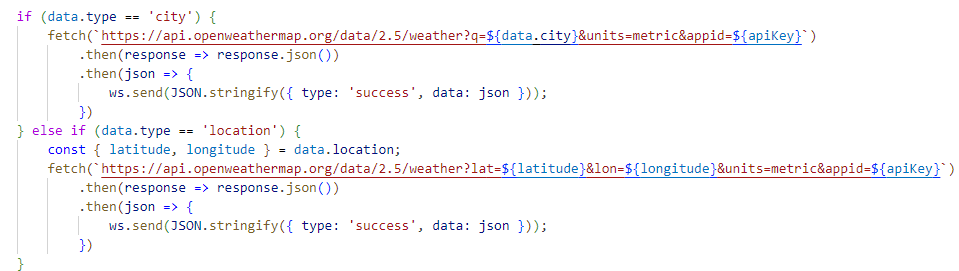 if (data.type == 'city') {
    fetch(`https://api.openweathermap.org/data/2.5/weather?q=${data.city}&units=metric&appid=${apiKey}`)
        .then(response => response.json())
        .then(json => {
            ws.send(JSON.stringify({ type: 'success', data: json }));
        })
} else if (data.type == 'location') {
    const { latitude, longitude } = data.location;
    fetch(`https://api.openweathermap.org/data/2.5/weather?lat=${latitude}&lon=${longitude}&units=metric&appid=${apiKey}`)
        .then(response => response.json())
        .then(json => {
            ws.send(JSON.stringify({ type: 'success', data: json }));
        })
}